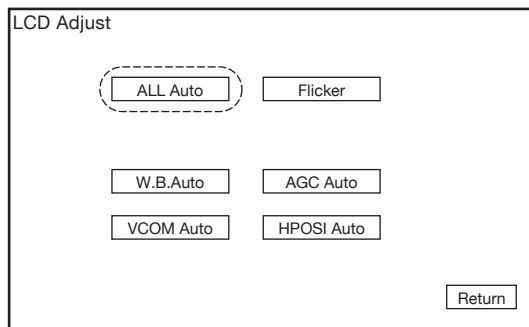 LCD Adjust
ALL Auto Flicker
W.B.Auto AGC Auto
VCOM Auto HPOSI Auto
Return